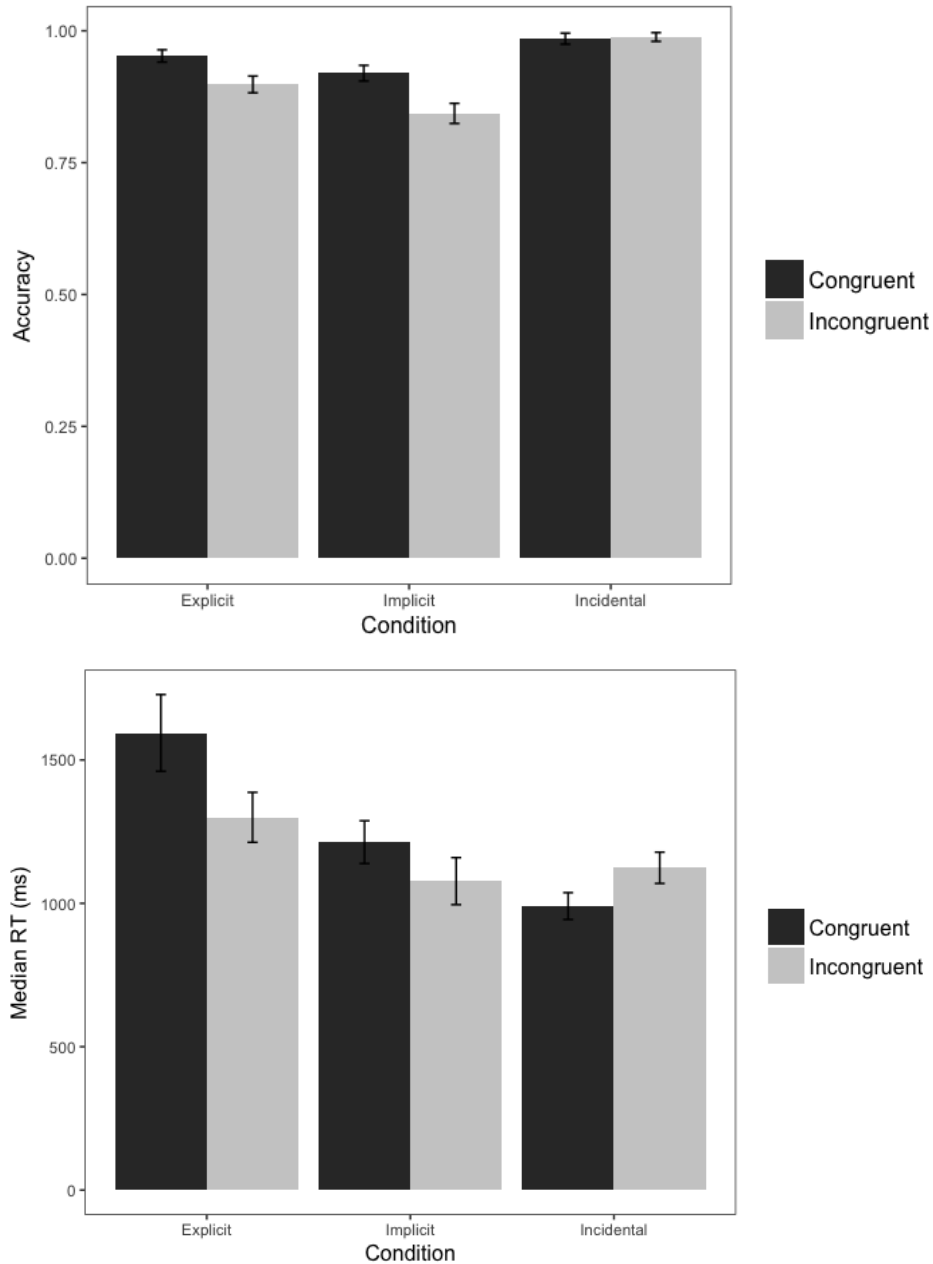 1.00
0.75
0.50
0.25
0.00
Accuracy
Explicit
Implicit
Incidental
Condition
Congruent
Incongruent
1500
1000
500
0
Median RT (ms)
Explicit
Implicit
Incidental
Condition
Congruent
Incongruent